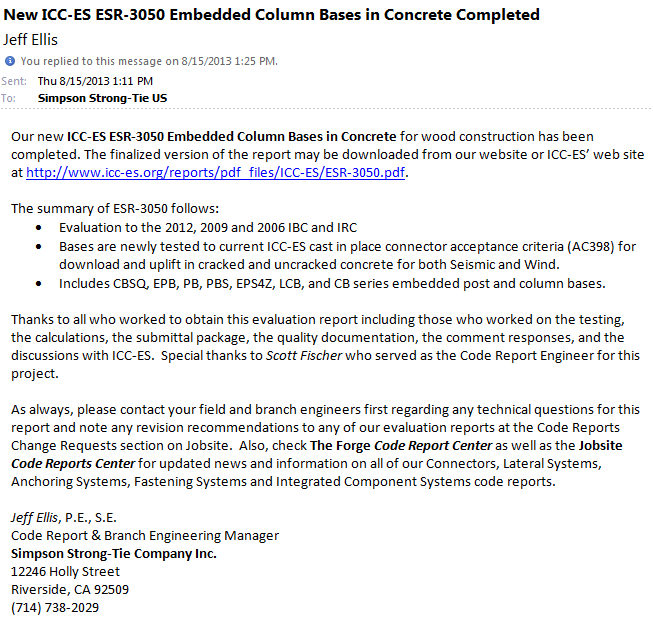 New ICC-ES ESR-3050 Embedded Column Bases in Concrete Completed
Jeff Ellis
You replied to this message on 8/15/2013 1:25 PM.
Sent: Thu 8/15/2013 1:11 PM
To: Simpson Strong-Tie US
Our new ICC-ES ESR-3050 Embedded Column Bases in Concrete for wood construction has been
completed. The finalized version of the report may be downloaded from our website or ICC-ES' web site
at http://www.icc-es.org/reports/pdf_files/ICC-ES/ESR-3050.pdf.
The summary of ESR-3050 follows:
• Evaluation to the 2012, 2009 and 2006 IBC and IRC
• Bases are newly tested to current ICC-ES cast in place connector acceptance criteria (AC398) for
download and uplift in cracked and uncracked concrete for both Seismic and Wind.
• Includes CBSQ, EPB, PB, PBS, EPS4Z, LCB, and CB series embedded post and column bases.
Thanks to all who worked to obtain this evaluation report including those who worked on the testing,
the calculations, the submittal package, the quality documentation, the comment responses, and the
discussions with ICC-ES. Special thanks to Scott Fischer who served as the Code Report Engineer for this
project.
As always, please contact your field and branch engineers first regarding any technical questions for this
report and note any revision recommendations to any of our evaluation reports at the Code Reports
Change Requests section on Jobsite. Also, check The Forge Code Report Center as well as the Jobsite
Code Reports Center for updated news and information on all of our Connectors, Lateral Systems,
Anchoring Systems, Fastening Systems and Integrated Component Systems code reports.
Jeff Ellis, P.E., S.E.
Code Report & Branch Engineering Manager
Simpson Strong-Tie Company Inc.
12246 Holly Street
Riverside, CA 92509
(714) 738-2029